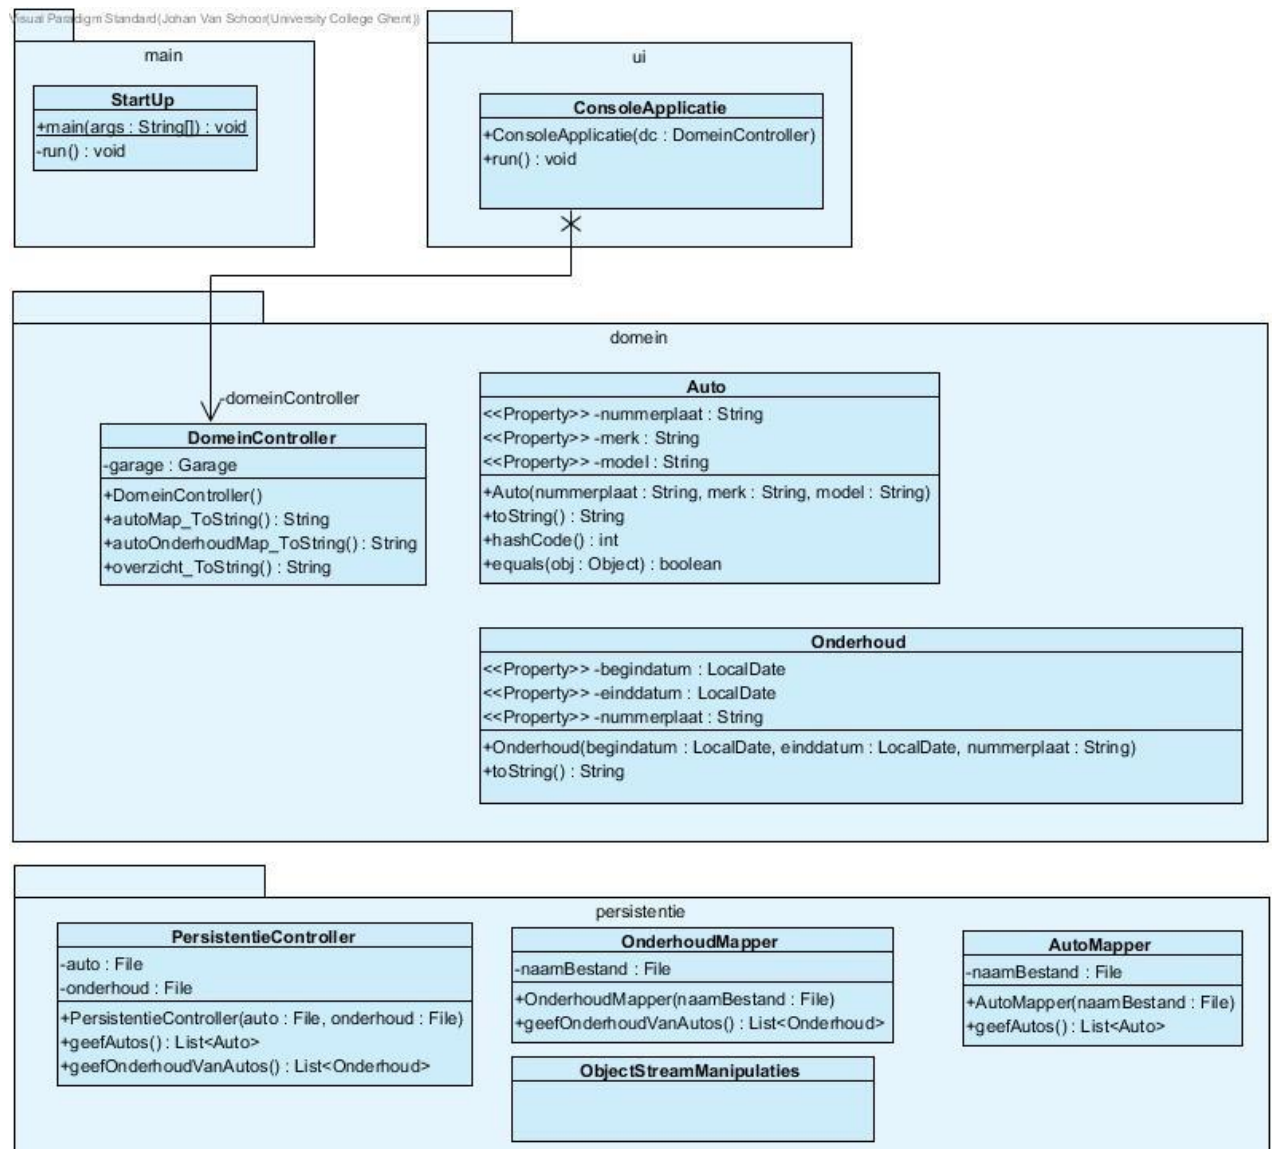 Visual Paradigm Standard(Johan Van Schoor(University College Ghent))
main
StartUp
+main(args : String[]) : void
-run() : void
ui
ConsoleApplicatie
+ConsoleApplicatie(dc : DomeinController)
+run() : void
domein
-domeinController
DomeinController
-garage : Garage
+DomeinController()
+autoMap_ToString() : String
+autoOnderhoudMap_ToString() : String
+overzicht_ToString() : String
Auto
<<Property>> -nummerplaat : String
<<Property>> -merk : String
<<Property>> -model : String
+Auto(nummerplaat : String, merk : String, model : String)
+toString() : String
+hashCode() : int
+equals(obj : Object) : boolean
Onderhoud
<<Property>> -begindatum : LocalDate
<<Property>> -einddatum : LocalDate
<<Property>> -nummerplaat : String
+Onderhoud(begindatum : LocalDate, einddatum : LocalDate, nummerplaat : String)
+toString() : String
persistentie
PersistentieController
-auto : File
-onderhoud : File
+PersistentieController(auto : File, onderhoud : File)
+geefAutos() : List<Auto>
+geefOnderhoudVanAutos() : List<Onderhoud>
OnderhoudMapper
-naamBestand : File
+OnderhoudMapper(naamBestand : File)
+geefOnderhoudVanAutos() : List<Onderhoud>
ObjectStreamManipulaties
AutoMapper
-naamBestand : File
+AutoMapper(naamBestand : File)
+geefAutos() : List<Auto>